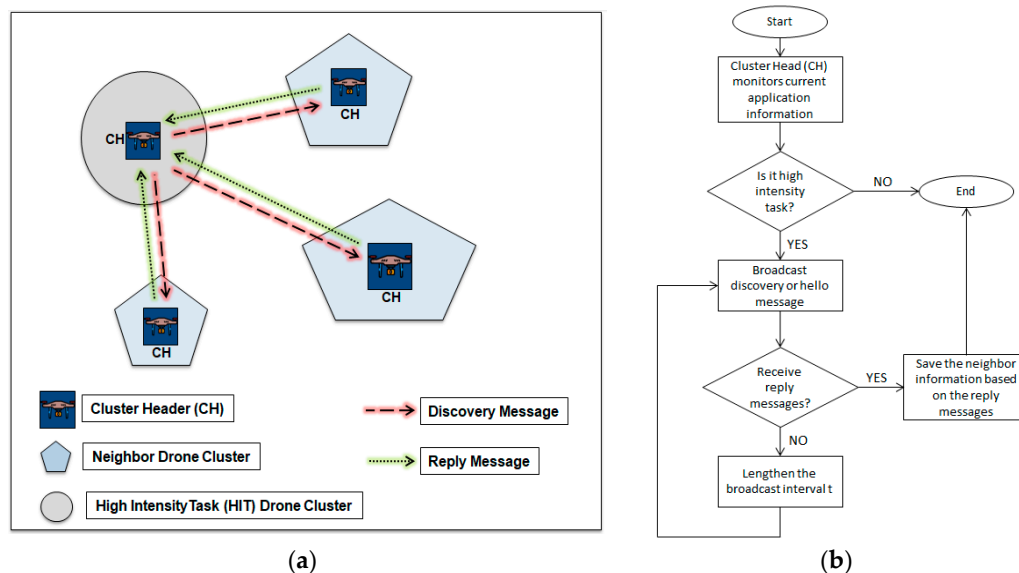 CH
CH
CH
CH
Cluster Header (CH)
Discovery Message
Neighbor Drone Cluster
Reply Message
High Intensity Task (HIT) Drone Cluster
(a)
Start
Cluster Head (CH)
monitors current
application
information
Is it high
intensity
task?
NO
End
YES
Broadcast
discovery or hello
message
Receive
reply
messages?
YES
Save the neighbor
information based
on the reply
messages
NO
Lengthen the
broadcast interval t
(b)